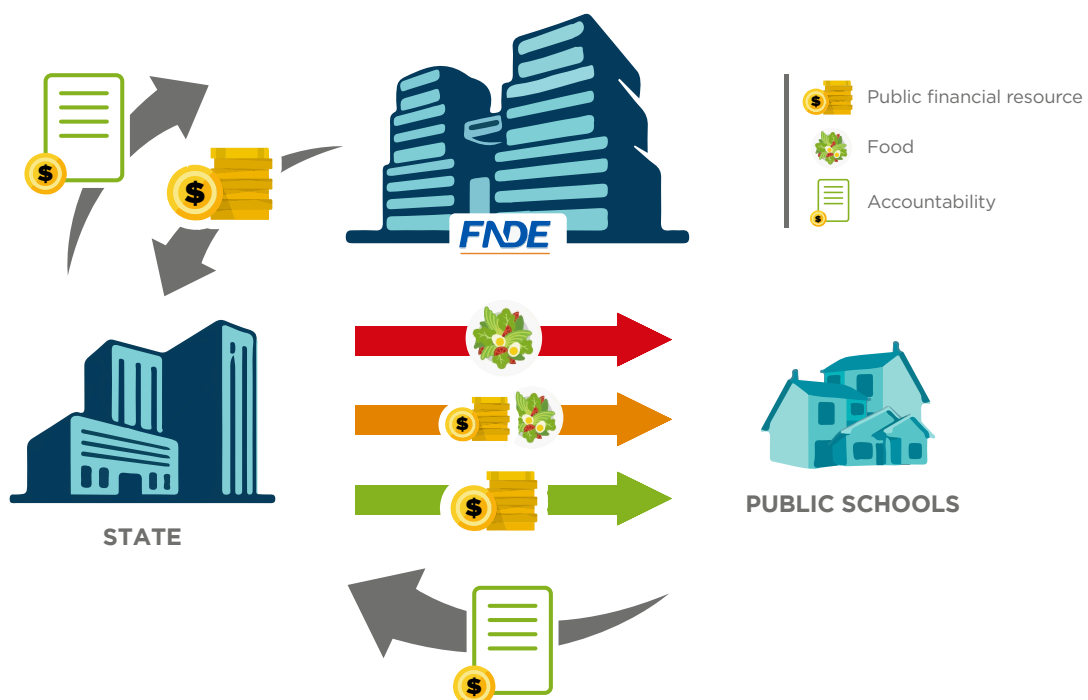 $
$
FNDE
$
Public financial resource
Food
$
Accountability
$
$
STATE
PUBLIC SCHOOLS
$